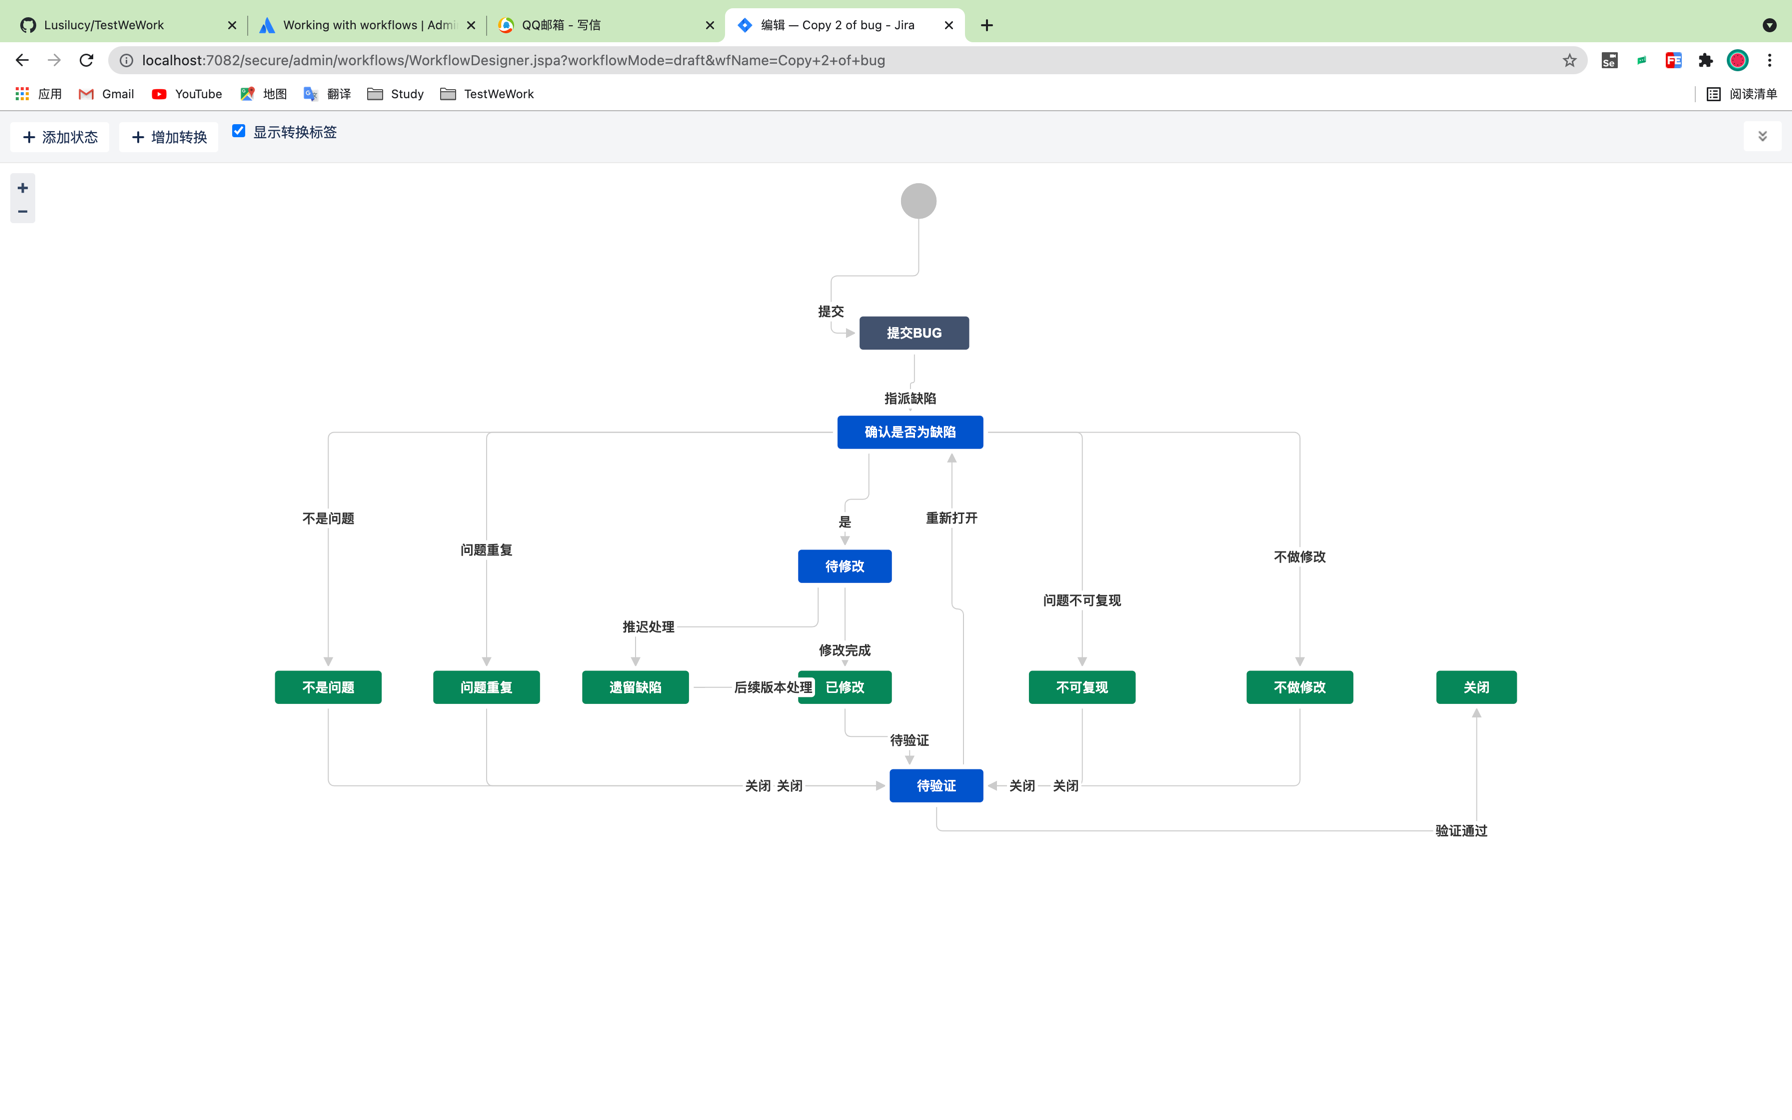 Lusilucy/TestWeWork
Working with workflows | Admi
QQ邮箱 - 写信
编辑 — Copy 2 of bug - Jira
localhost:7082/secure/admin/workflows/WorkflowDesigner.jspa?workflowMode=draft&wfName=Copy+2+of+bug
Se
FE
应用
Gmail
YouTube
地图
翻译
Study
TestWeWork
阅读清单
+ 添加状态
+ 增加转换
显示转换标签
+
−
提交
提交BUG
指派缺陷
确认是否为缺陷
不是问题
是
重新打开
问题重复
不做修改
待修改
问题不可复现
推迟处理
修改完成
不是问题
问题重复
遗留缺陷
后续版本处理
已修改
不可复现
不做修改
关闭
待验证
关闭 关闭
待验证
关闭
关闭
验证通过